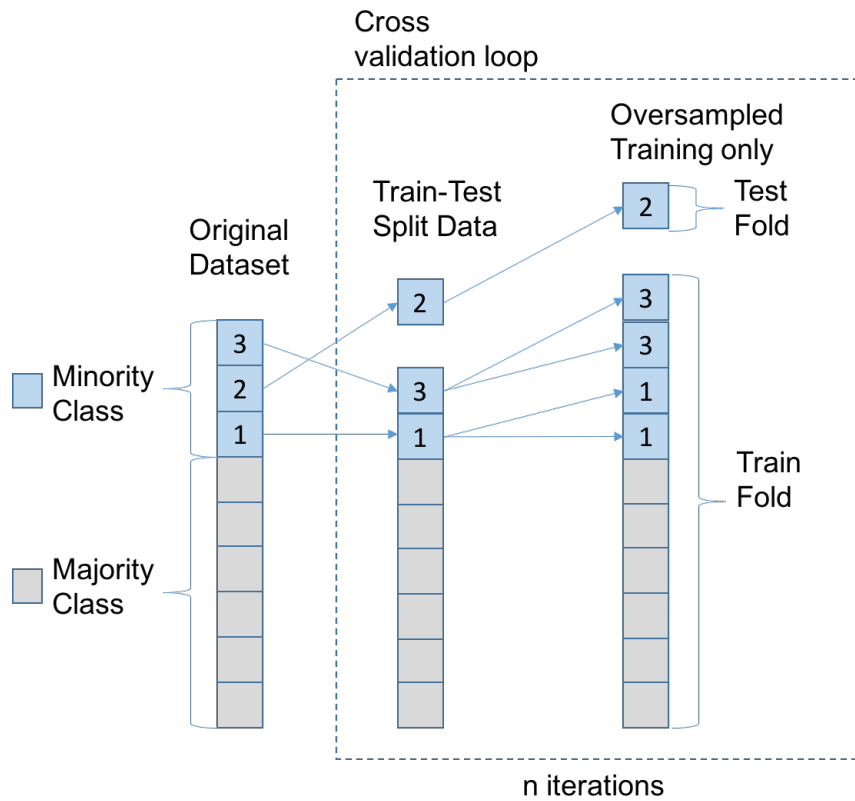 Cross
validation loop
Oversampled
Training only
Train-Test
Split Data
Original
Dataset
2
Test
Fold
2
3
3
3
3
2
1
1
1
1
Minority
Class
Train
Fold
Majority
Class
n iterations